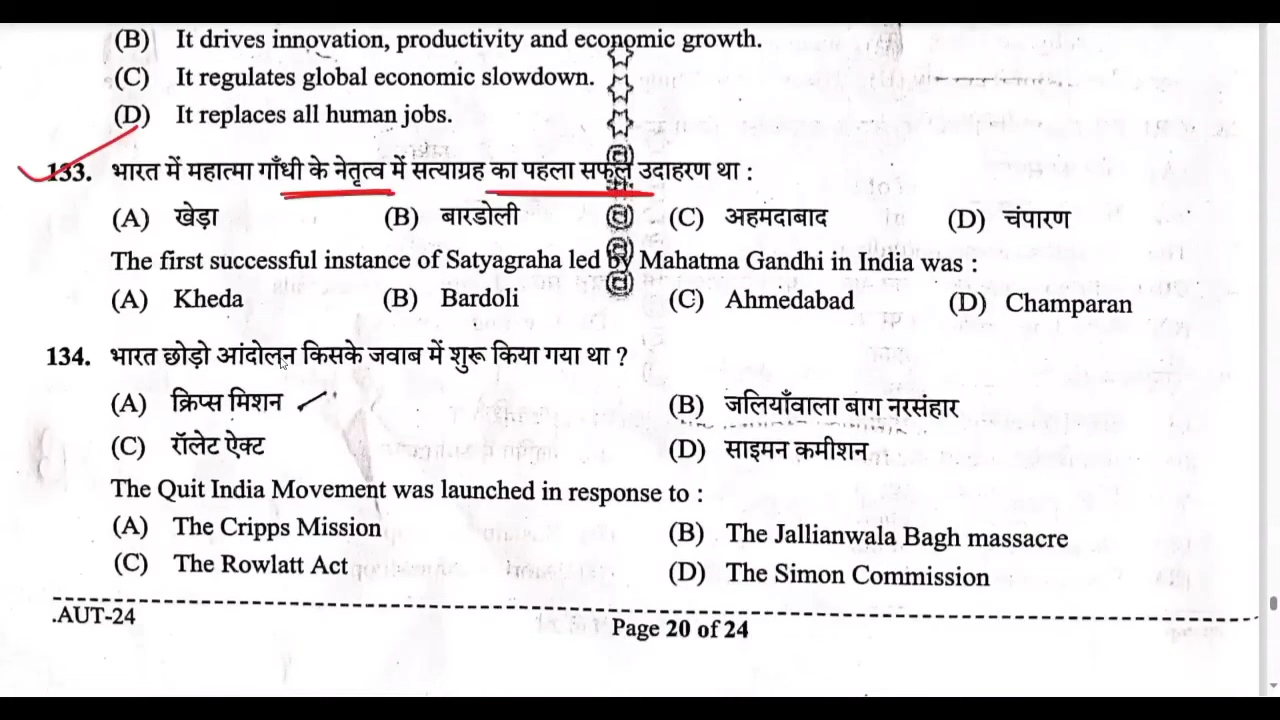 (B) It drives innovation, productivity and economic growth.
(C) It regulates global economic slowdown.
(D) It replaces all human jobs.
133. भारत में महात्मा गाँधी के नेतृत्व में सत्याग्रह का पहला सफल उदाहरण था :
(A) खेड़ा (B) बारडोली (C) अहमदाबाद (D) चंपारण
The first successful instance of Satyagraha led by Mahatma Gandhi in India was :
(A) Kheda (B) Bardoli (C) Ahmedabad (D) Champaran
134. भारत छोड़ो आंदोलन किसके जवाब में शुरू किया गया था ?
(A) क्रिप्स मिशन (B) जलियाँवाला बाग नरसंहार
(C) रॉलेट ऐक्ट (D) साइमन कमीशन
The Quit India Movement was launched in response to :
(A) The Cripps Mission (B) The Jallianwala Bagh massacre
(C) The Rowlatt Act (D) The Simon Commission
.AUT-24
Page 20 of 24